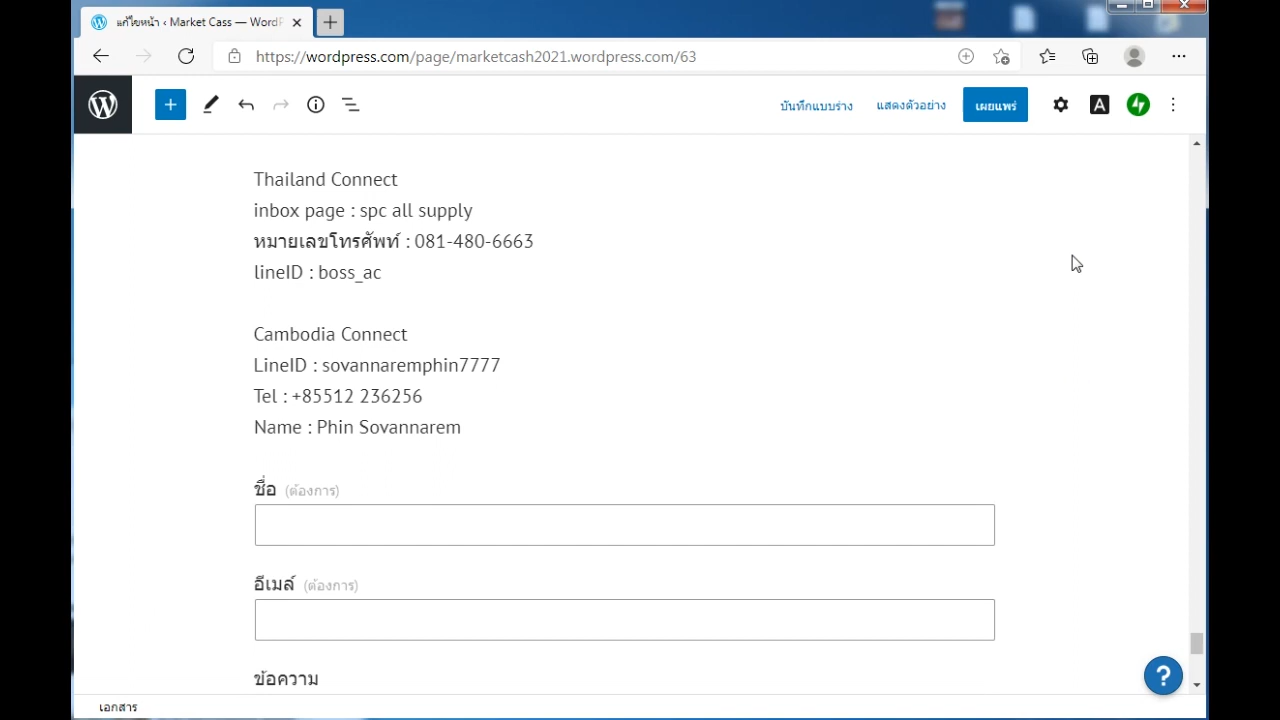 แก้ไขหน้า ‹ Market Cass — WordP
https://wordpress.com/page/marketcash2021.wordpress.com/63
บันทึกแบบร่าง
แสดงตัวอย่าง
เผยแพร่
A
Thailand Connect
inbox page : spc all supply
หมายเลขโทรศัพท์ : 081-480-6663
lineID : boss_ac
Cambodia Connect
LineID : sovannaremphin7777
Tel : +85512 236256
Name : Phin Sovannarem
ชื่อ (ต้องการ)
อีเมล์ (ต้องการ)
ข้อความ
?
เอกสาร